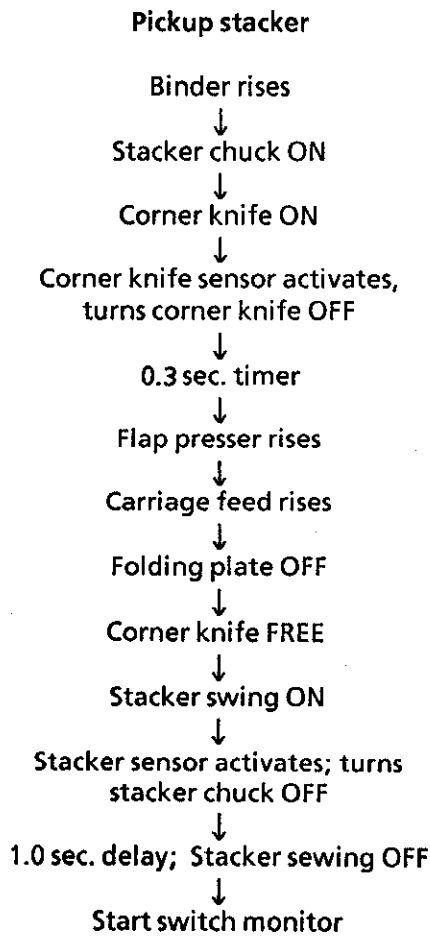 Pickup stacker
Binder rises
↓
Stacker chuck ON
↓
Corner knife ON
↓
Corner knife sensor activates,
turns corner knife OFF
↓
0.3 sec. timer
↓
Flap presser rises
↓
Carriage feed rises
↓
Folding plate OFF
↓
Corner knife FREE
↓
Stacker swing ON
↓
Stacker sensor activates; turns
stacker chuck OFF
↓
1.0 sec. delay; Stacker sewing OFF
↓
Start switch monitor